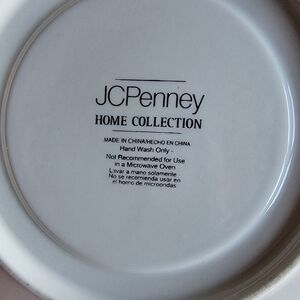 JCPenney
HOME COLLECTION
MADE IN CHINA/HECHO EN CHINA
Hand Wash Only -
Not Recommended for Use
in a Microwave Oven
Lavar a mano solamente
No se recomienda usar en
el horno de microondas